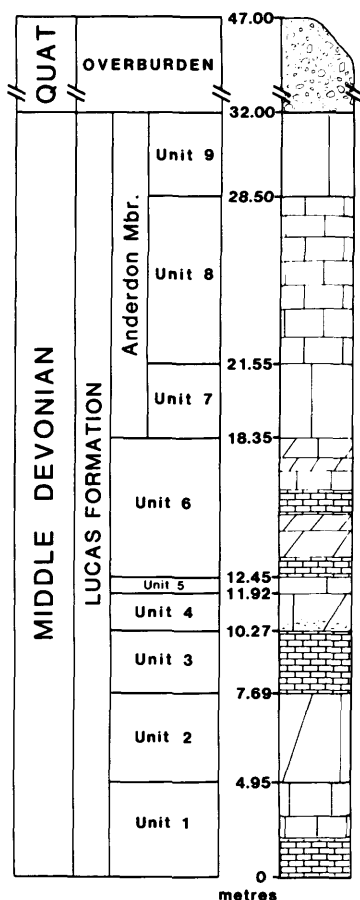 47.00
QUAT
OVERBURDEN
32.00
MIDDLE DEVONIAN
LUCAS FORMATION
Anderdon Mbr.
Unit 9
28.50
Unit 8
21.55
Unit 7
18.35
Unit 6
12.45
Unit 5
11.92
Unit 4
10.27
Unit 3
7.69
Unit 2
4.95
Unit 1
0
metres